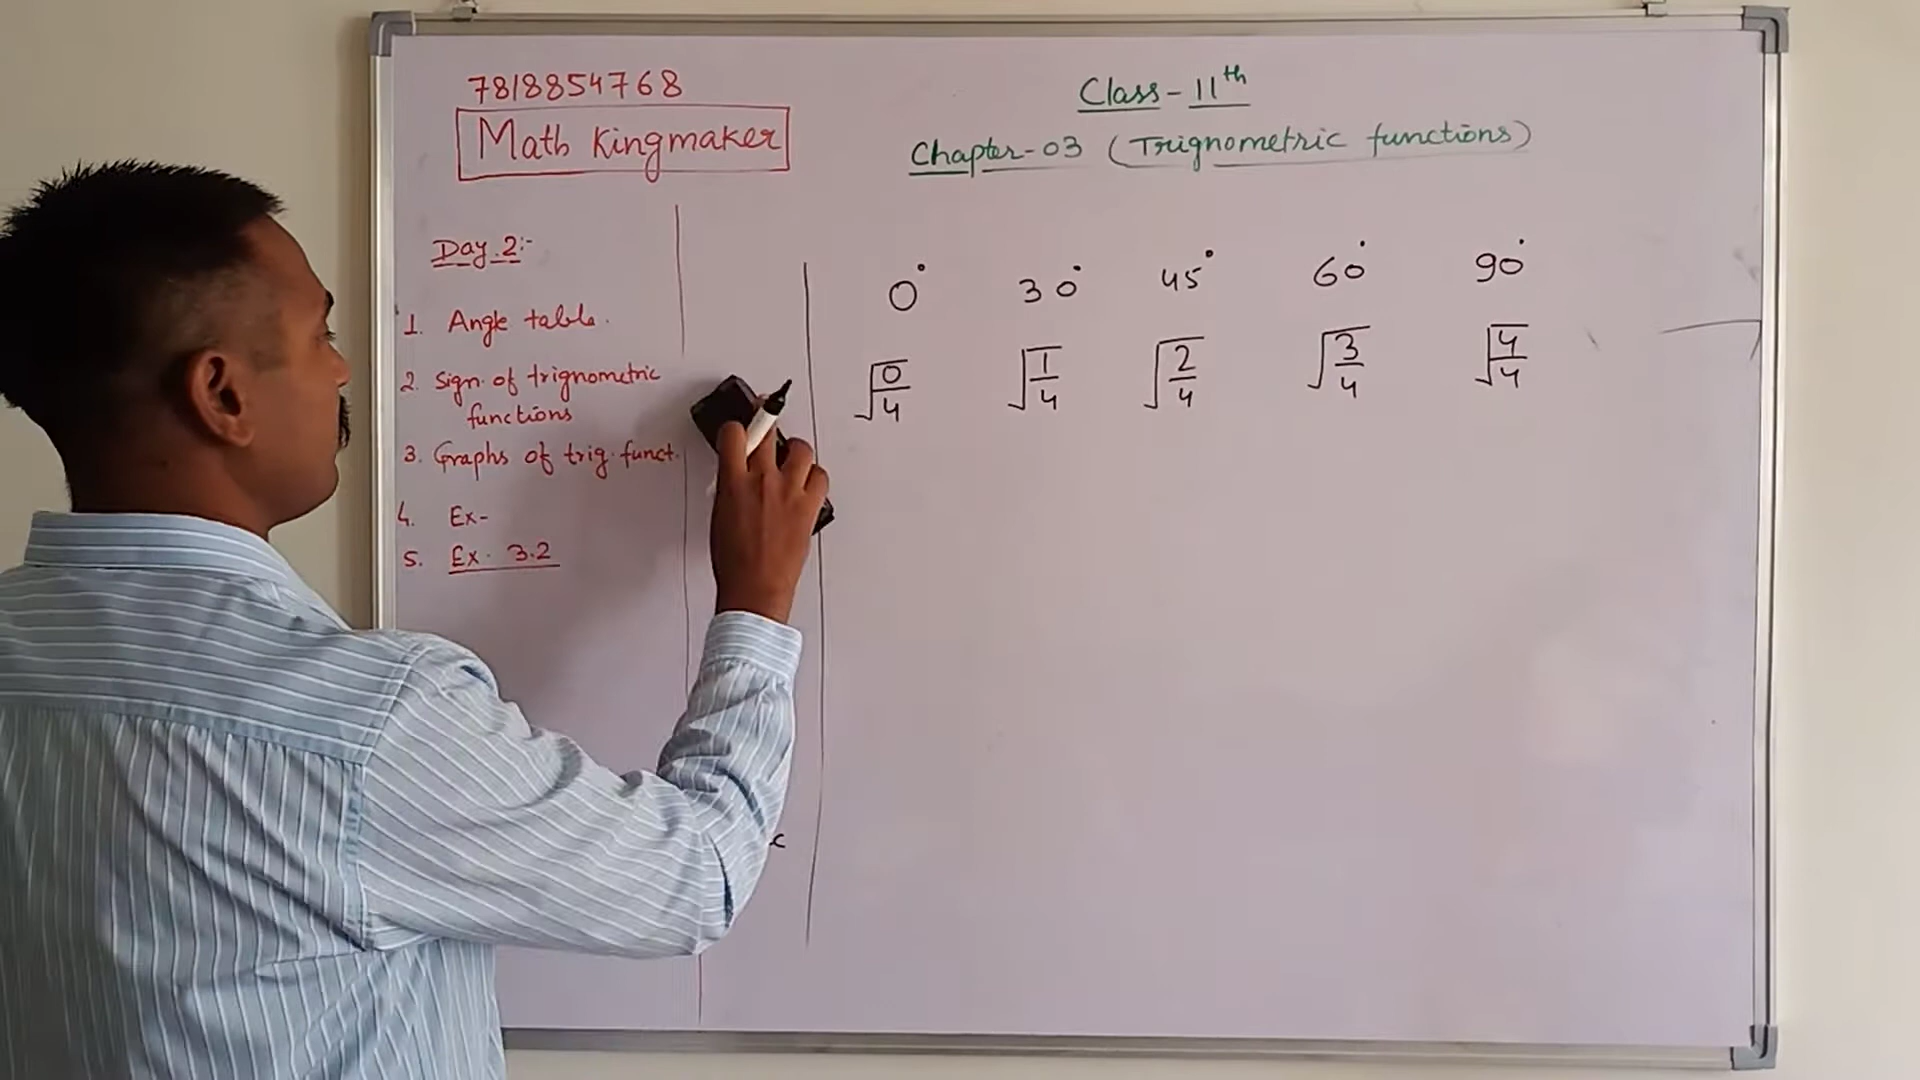 7818854768
Math Kingmaker
Class-11th
Chapter-03 (Trignometric functions)
Day.2:-
1. Angle table.
2. Sign. of trignometric
functions
3. Graphs of trig. funct.
4. Ex-
5. Ex. 3.2
0° 30° 45° 60° 90°
√0/4 √1/4 √2/4 √3/4 √4/4
c